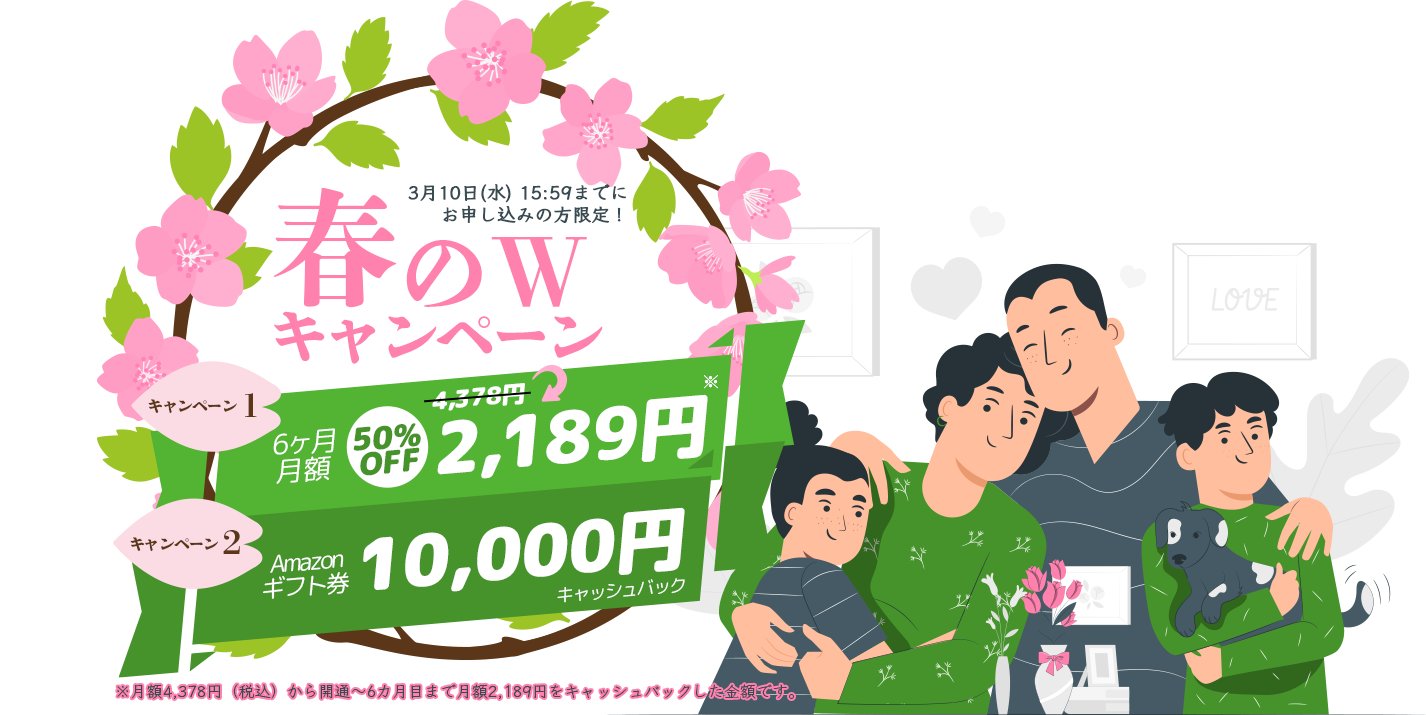 3月10日(水) 15:59までに
お申し込みの方限定！
春のW
キャンペーン
キャンペーン 1
4,378円
※
6ヶ月
月額
50%
OFF
2,189円
キャンペーン 2
Amazon
ギフト券
10,000円
キャッシュバック
LOVE
※月額4,378円（税込）から開通〜6カ月目まで月額2,189円をキャッシュバックした金額です。